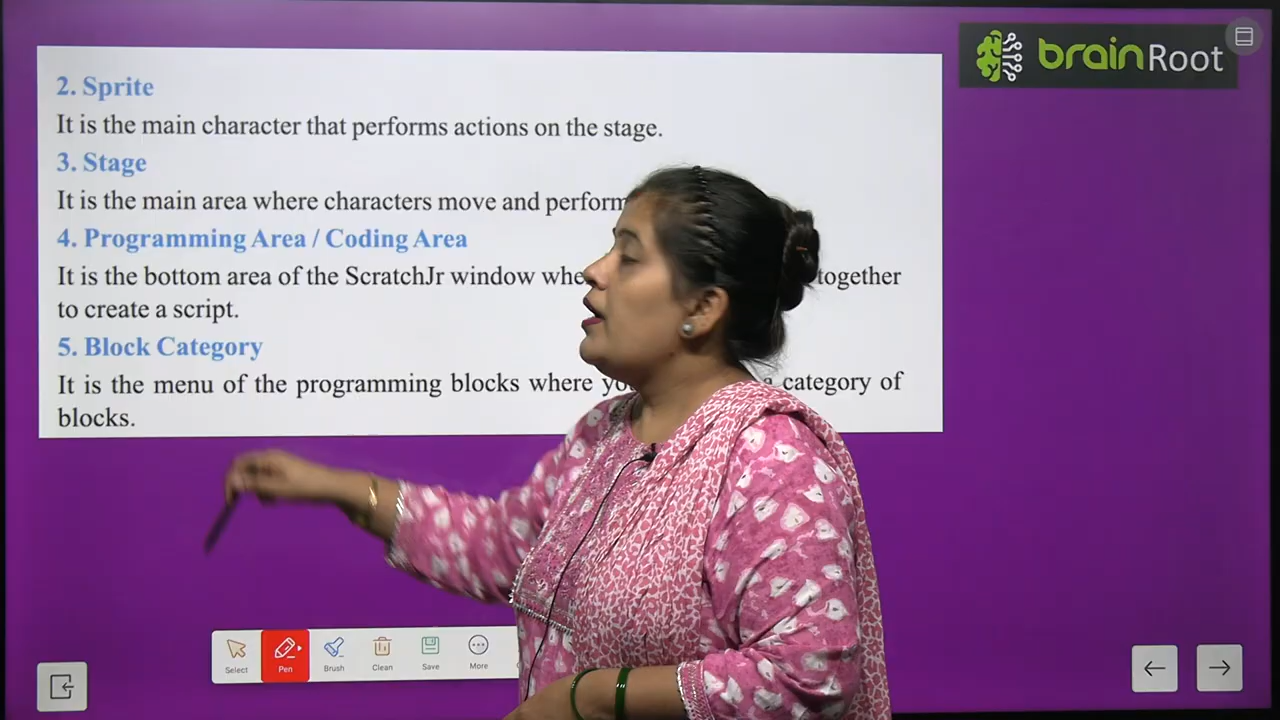 brainRoot
2. Sprite
It is the main character that performs actions on the stage.
3. Stage
It is the main area where characters move and perform
4. Programming Area / Coding Area
It is the bottom area of the ScratchJr window together
to create a script.
5. Block Category
It is the menu of the programming blocks where category of
blocks.
Select Pen Brush Clean Save More